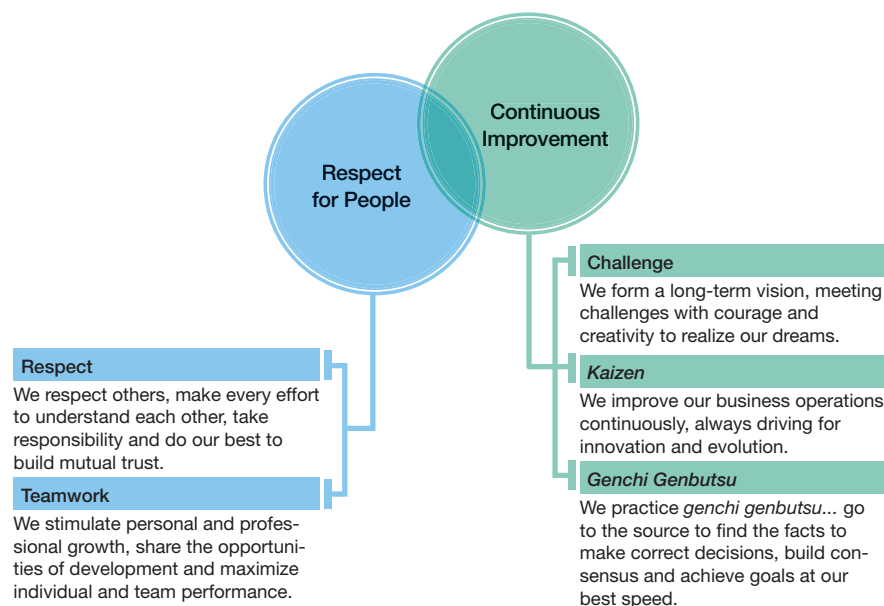 Continuous
Improvement
Respect
for People
Respect
We respect others, make every effort
to understand each other, take
responsibility and do our best to
build mutual trust.
Teamwork
We stimulate personal and profes-
sional growth, share the opportuni-
ties of development and maximize
individual and team performance.
Challenge
We form a long-term vision, meeting
challenges with courage and
creativity to realize our dreams.
Kaizen
We improve our business operations
continuously, always driving for
innovation and evolution.
Genchi Genbutsu
We practice genchi genbutsu... go
to the source to find the facts to
make correct decisions, build con-
sensus and achieve goals at our
best speed.